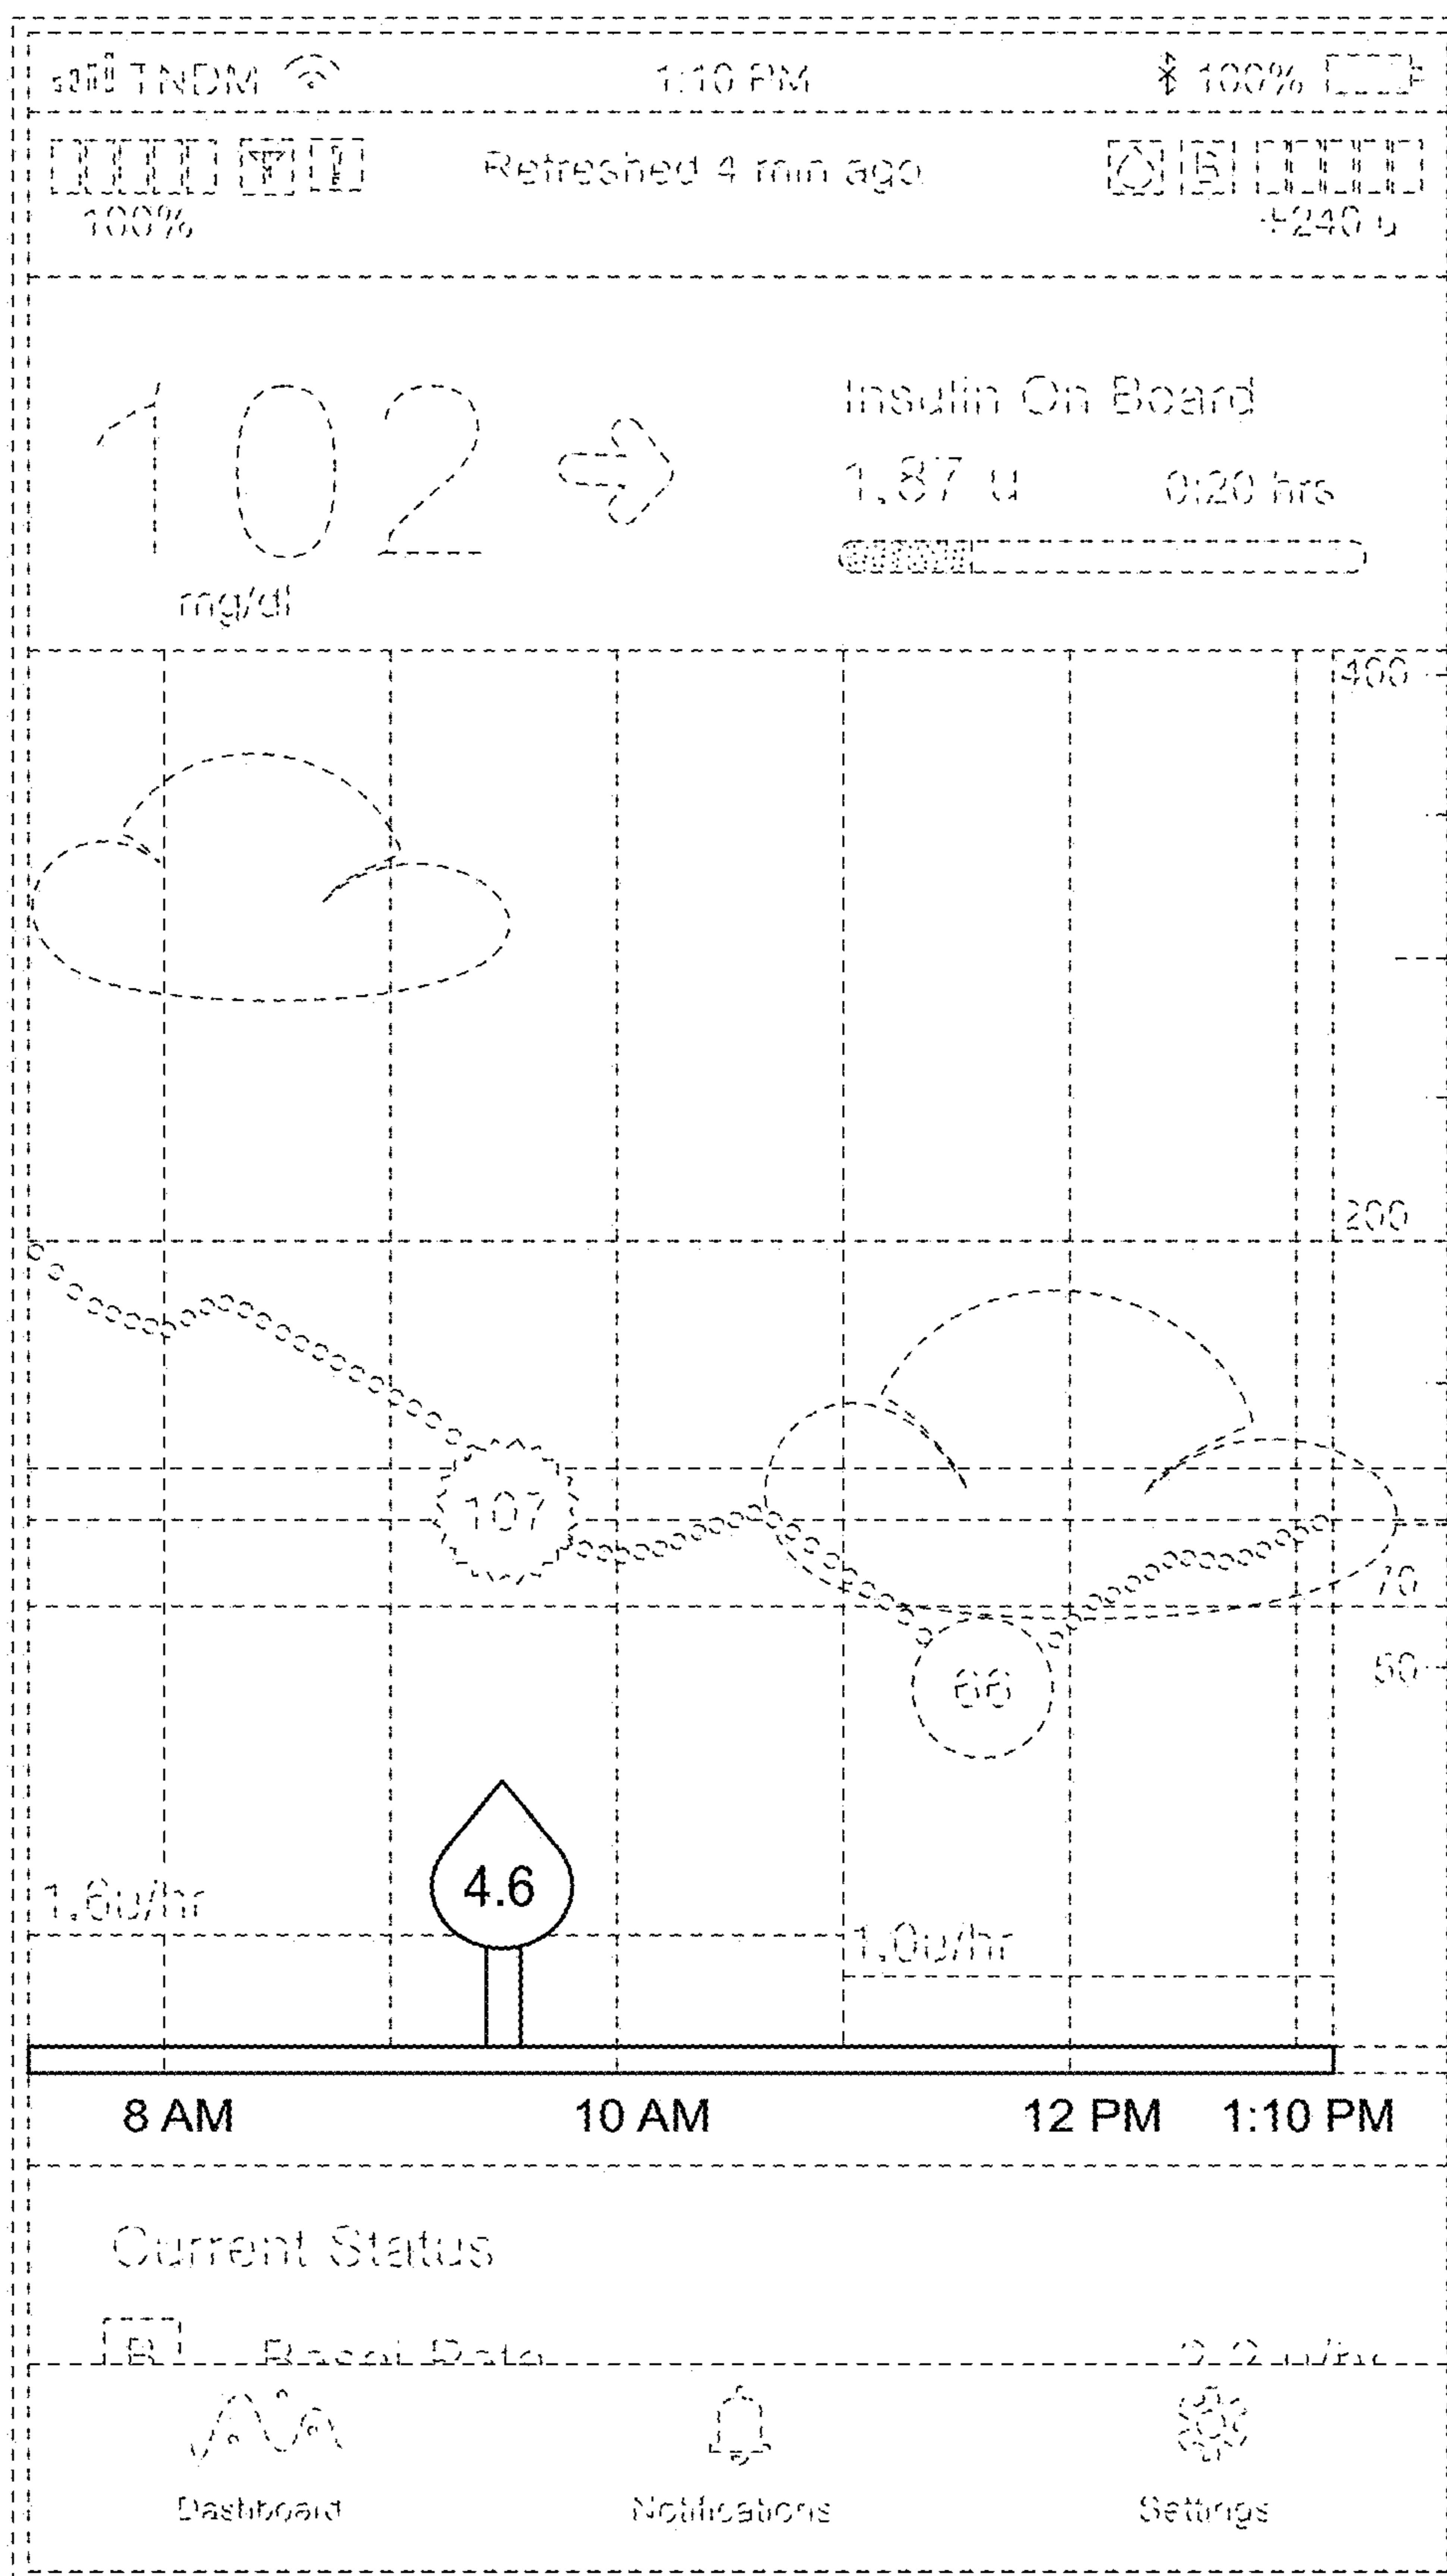 TNDM 1:10 PM 100%
T ! Refreshed 4 min ago B
100% +240 u
102
mg/dl
Insulin On Board
1.87 u 0:20 hrs
400
200
107
70
66
50
4.6
1.6u/hr
1.0u/hr
8 AM 10 AM 12 PM 1:10 PM
Current Status
B Basal Rate
Dashboard Notifications Settings